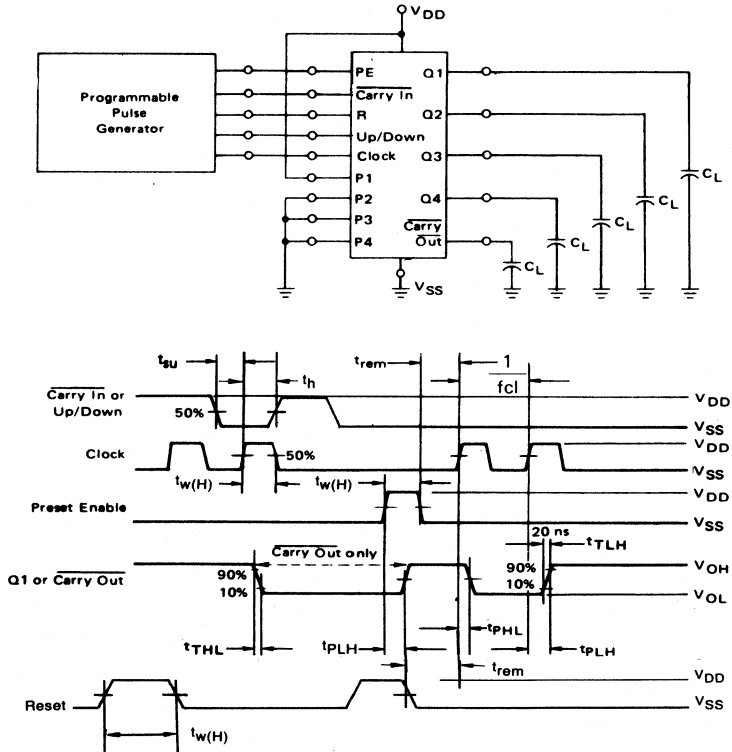 VDD
Programmable
Pulse
Generator
PE
Carry In
R
Up/Down
Clock
P1
P2
P3
P4
Q1
Q2
Q3
Q4
Carry
Out
CL
CL
CL
CL
CL
VSS
tsu
th
trem
1
fcl
Carry In or
Up/Down
50%
VDD
VSS
Clock
50%
VDD
VSS
tw(H)
tw(H)
Preset Enable
VDD
VSS
20 ns
tTLH
Carry Out only
Q1 or Carry Out
90%
10%
90%
10%
VOH
VOL
tTHL
tPLH
tPHL
tPLH
trem
Reset
VDD
VSS
tw(H)